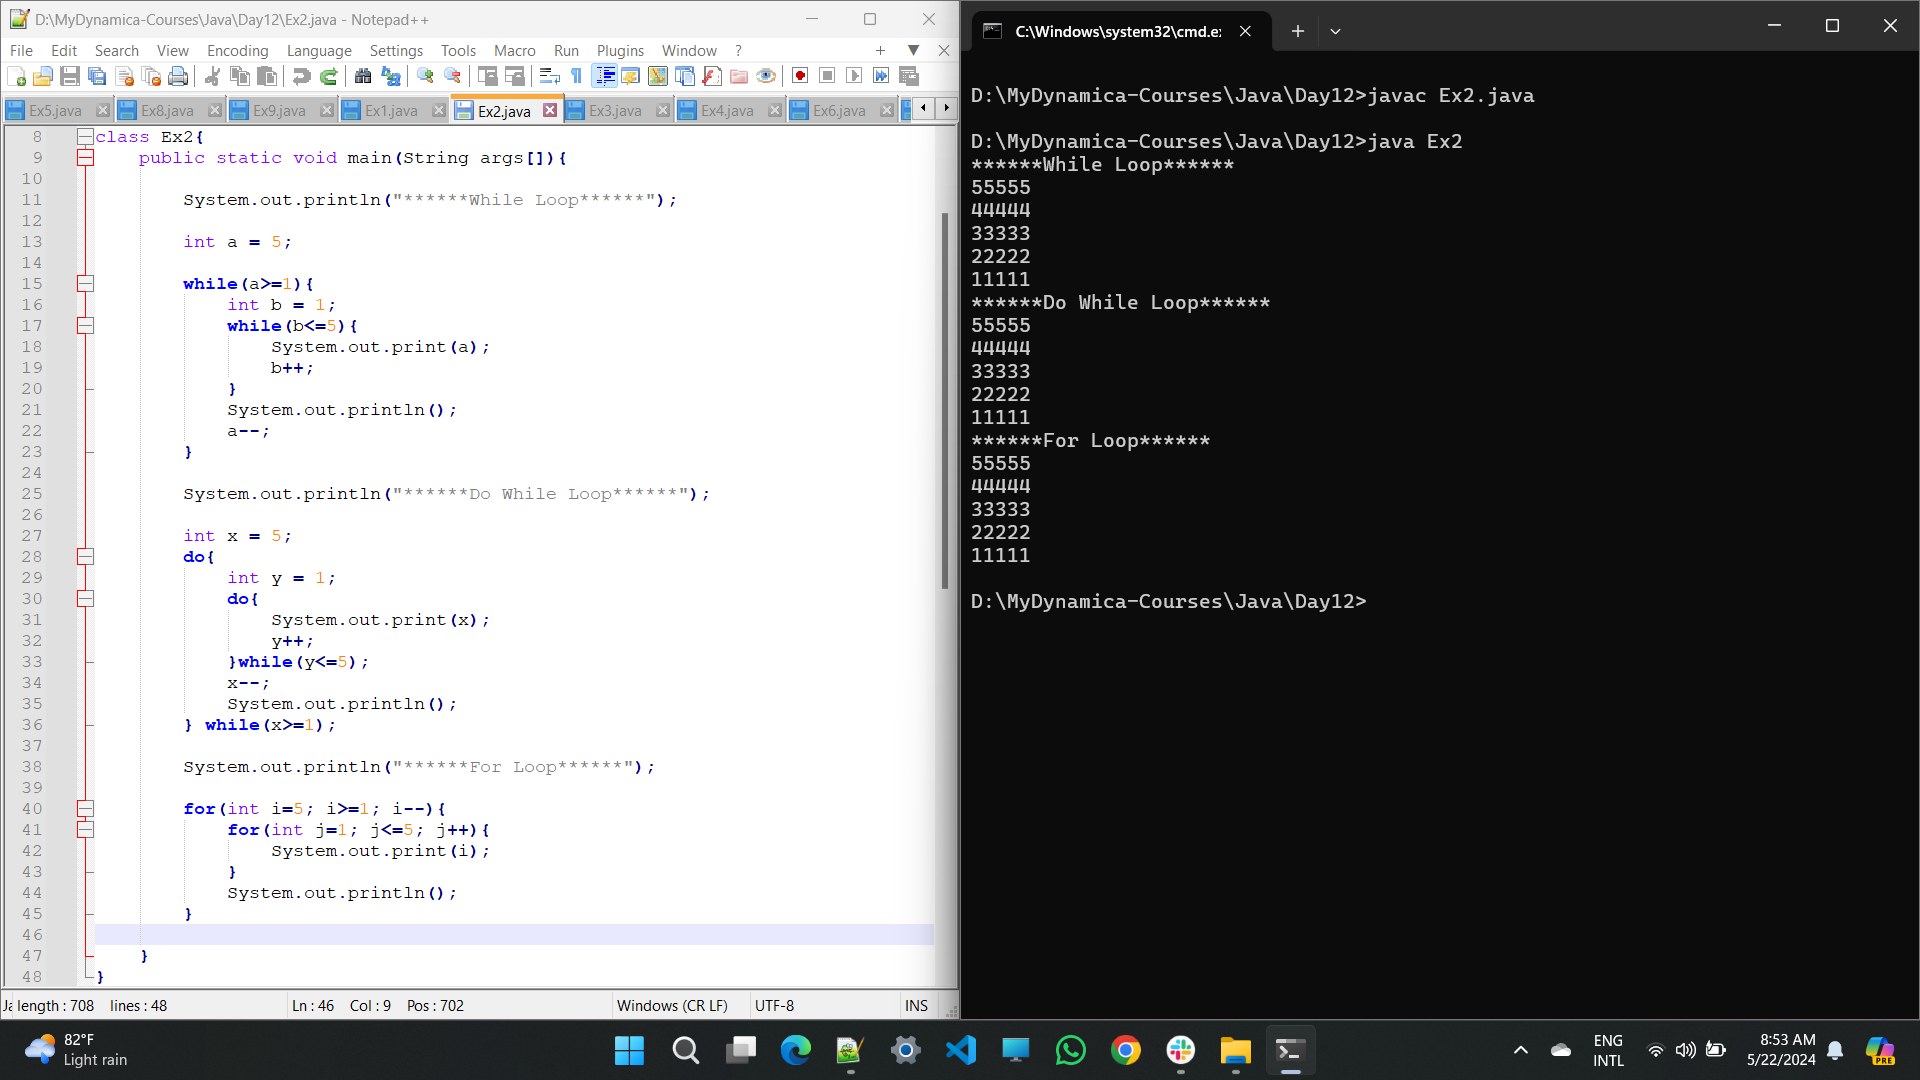 D:\MyDynamica-Courses\Java\Day12\Ex2.java - Notepad++
File Edit Search View Encoding Language Settings Tools Macro Run Plugins Window ?
Ex5.java Ex8.java Ex9.java Ex1.java Ex2.java Ex3.java Ex4.java Ex6.java
8 class Ex2{
9 public static void main(String args[]){
10
11 System.out.println("******While Loop******");
12
13 int a = 5;
14
15 while(a>=1){
16 int b = 1;
17 while(b<=5){
18 System.out.print(a);
19 b++;
20 }
21 System.out.println();
22 a--;
23 }
24
25 System.out.println("******Do While Loop******");
26
27 int x = 5;
28 do{
29 int y = 1;
30 do{
31 System.out.print(x);
32 y++;
33 }while(y<=5);
34 x--;
35 System.out.println();
36 } while(x>=1);
37
38 System.out.println("******For Loop******");
39
40 for(int i=5; i>=1; i--){
41 for(int j=1; j<=5; j++){
42 System.out.print(i);
43 }
44 System.out.println();
45 }
46
47 }
48 }
Ja length : 708 lines : 48 Ln : 46 Col : 9 Pos : 702 Windows (CR LF) UTF-8 INS
C:\Windows\system32\cmd.e
D:\MyDynamica-Courses\Java\Day12>javac Ex2.java
D:\MyDynamica-Courses\Java\Day12>java Ex2
******While Loop******
55555
44444
33333
22222
11111
******Do While Loop******
55555
44444
33333
22222
11111
******For Loop******
55555
44444
33333
22222
11111
D:\MyDynamica-Courses\Java\Day12>
82°F
Light rain
ENG
INTL
8:53 AM
5/22/2024
PRE